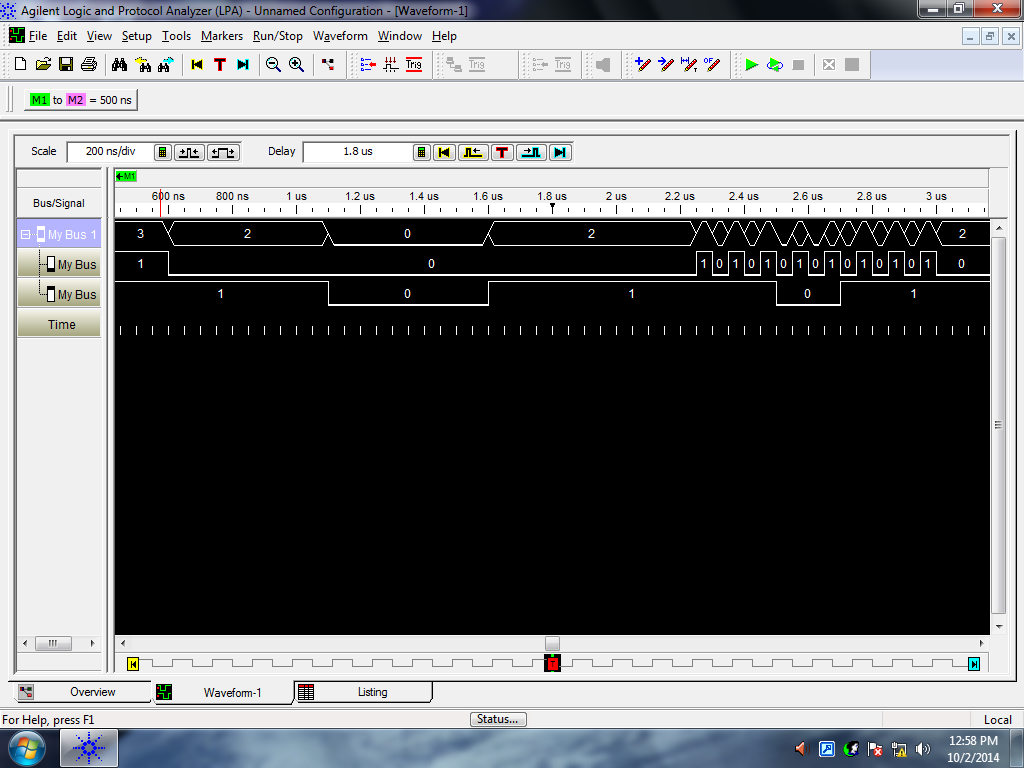 Agilent Logic and Protocol Analyzer (LPA) - Unnamed Configuration - [Waveform-1]
File Edit View Setup Tools Markers Run/Stop Waveform Window Help
T Trig Trig Trig
M1 to M2 = 500 ns
Scale 200 ns/div Delay 1.8 us T
M1
Bus/Signal 600 ns 800 ns 1 us 1.2 us 1.4 us 1.6 us 1.8 us 2 us 2.2 us 2.4 us 2.6 us 2.8 us 3 us
My Bus 1 3 2 0 2 2
My Bus 1 0 1 0 1 0 1 0 1 0 1 0 1 0 1 0 1 0
My Bus 1 0 1 0 1
Time
T
Overview Waveform-1 Listing
For Help, press F1 Status... Local
12:58 PM
10/2/2014